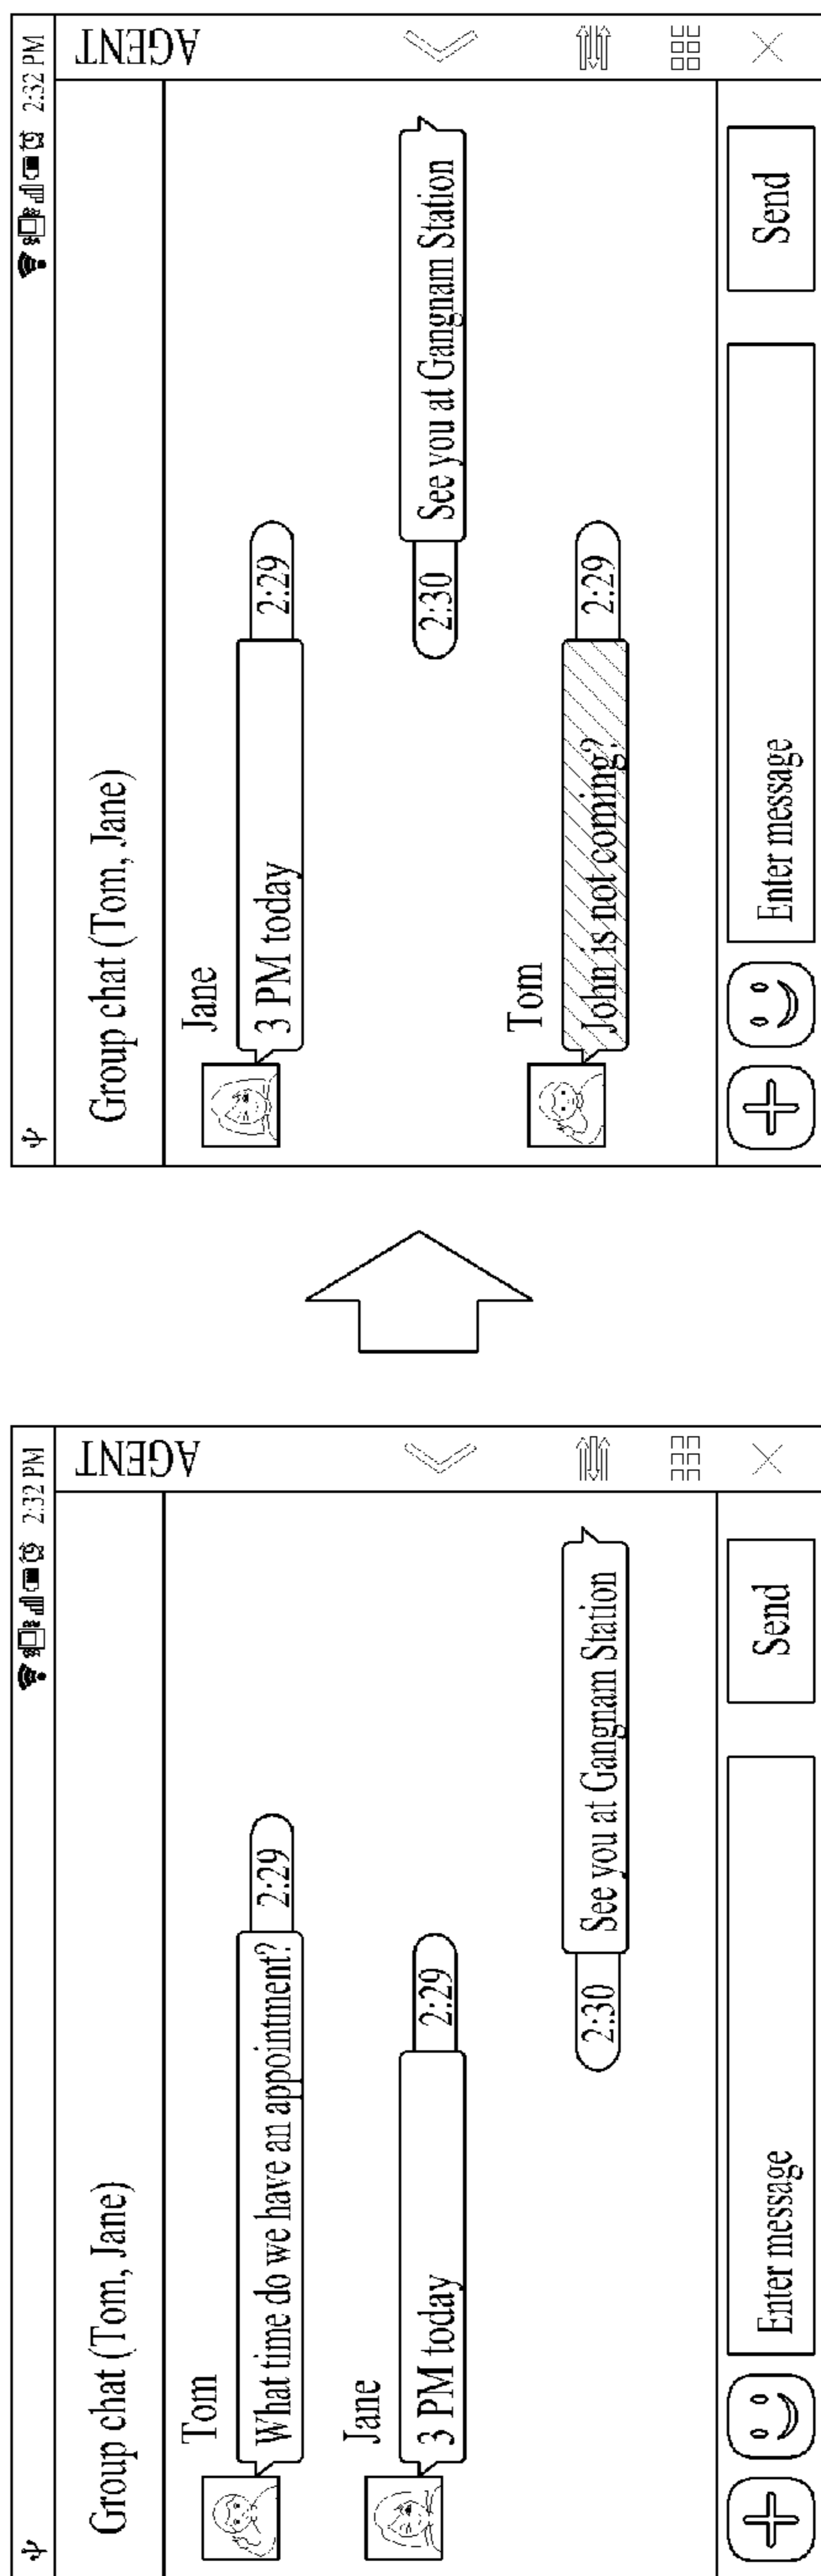 2:32 PM
Group chat (Tom, Jane)
AGENT
Tom
What time do we have an appointment?
2:29
Jane
3 PM today
2:29
2:30
See you at Gangnam Station
Enter message
Send
2:32 PM
Group chat (Tom, Jane)
AGENT
Jane
3 PM today
2:29
2:30
See you at Gangnam Station
Tom
John is not coming?
2:29
Enter message
Send